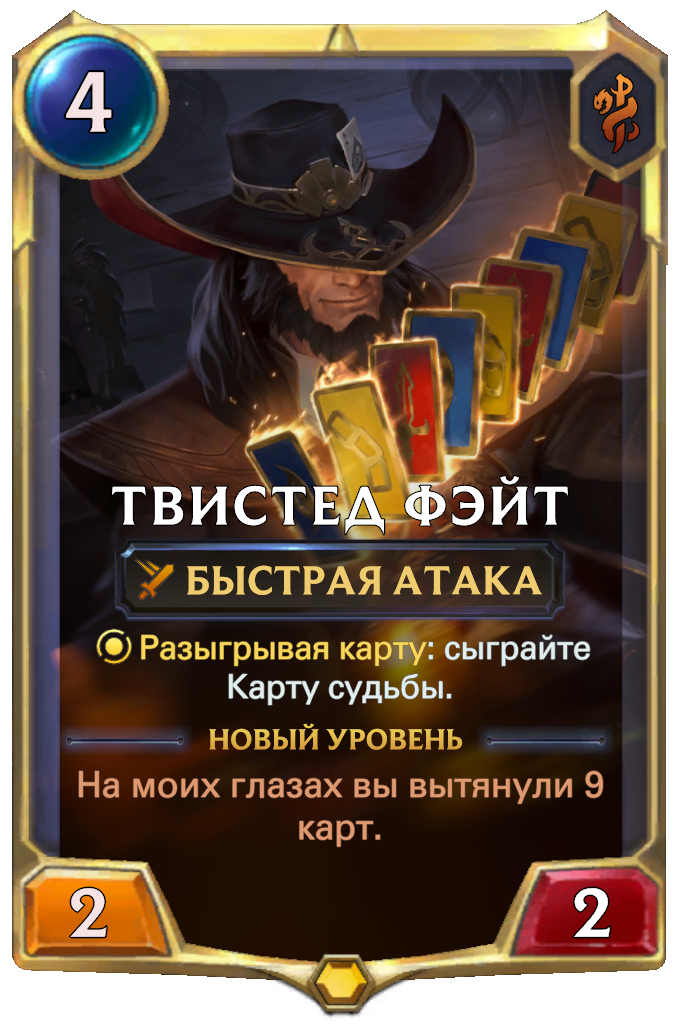 4
ТВИСТЕД ФЭЙТ
БЫСТРАЯ АТАКА
Разыгрывая карту: сыграйте
Карту судьбы.
НОВЫЙ УРОВЕНЬ
На моих глазах вы вытянули 9
карт.
2
2